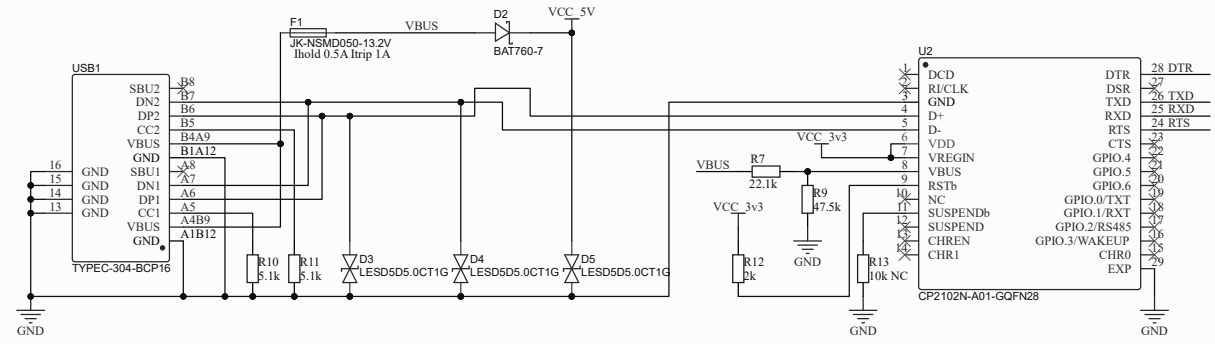 VCC_5V
F1
VBUS
D2
JK-NSMD050-13.2V
Ihold 0.5A Itrip 1A
BAT760-7
USB1
SBU2 B8
DN2 B7
DP2 B6
CC2 B5
VBUS B4A9
GND B1A12
SBU1 A8
DN1 A7
DP1 A6
CC1 A5
VBUS A4B9
GND A1B12
16 GND
15 GND
14 GND
13 GND
TYPEC-304-BCP16
R10
5.1k
R11
5.1k
D3
LESD5D5.0CT1G
D4
LESD5D5.0CT1G
D5
LESD5D5.0CT1G
GND
VCC_3v3
VBUS
R7
22.1k
R9
47.5k
GND
VCC_3v3
R12
2k
R13
10k NC
GND
U2
1 DCD
2 RI/CLK
3 GND
4 D+
5 D-
6 VDD
7 VREGIN
8 VBUS
9 RSTb
10 NC
11 SUSPENDb
12 SUSPEND
13 CHREN
14 CHR1
DTR 28 DTR
DSR 27
TXD 26 TXD
RXD 25 RXD
RTS 24 RTS
CTS 23
GPIO.4 22
GPIO.5 21
GPIO.6 20
GPIO.0/TXT 19
GPIO.1/RXT 18
GPIO.2/RS485 17
GPIO.3/WAKEUP 16
CHR0 15
EXP 29
CP2102N-A01-GQFN28
GND